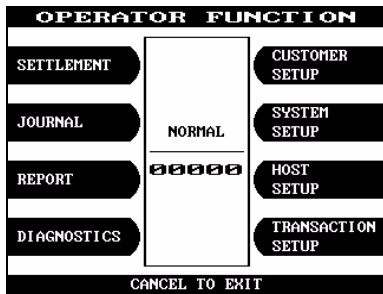 OPERATOR FUNCTION
SETTLEMENT
CUSTOMER
SETUP
JOURNAL
NORMAL
SYSTEM
SETUP
REPORT
00000
HOST
SETUP
DIAGNOSTICS
TRANSACTION
SETUP
CANCEL TO EXIT